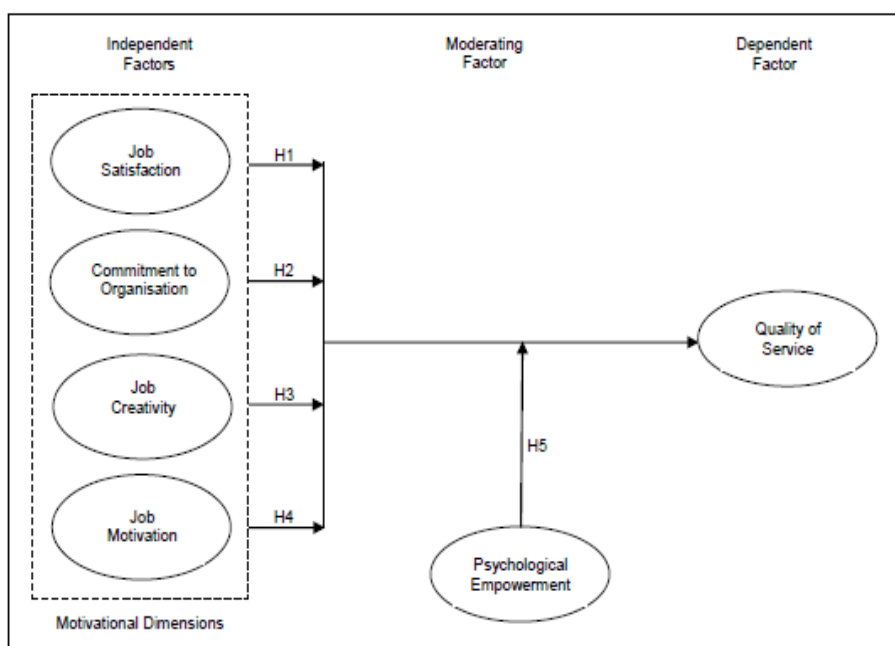 Independent
Factors
Moderating
Factor
Dependent
Factor
Job
Satisfaction
H1
Commitment to
Organisation
H2
Quality of
Service
Job
Creativity
H3
H5
Job
Motivation
H4
Psychological
Empowerment
Motivational Dimensions